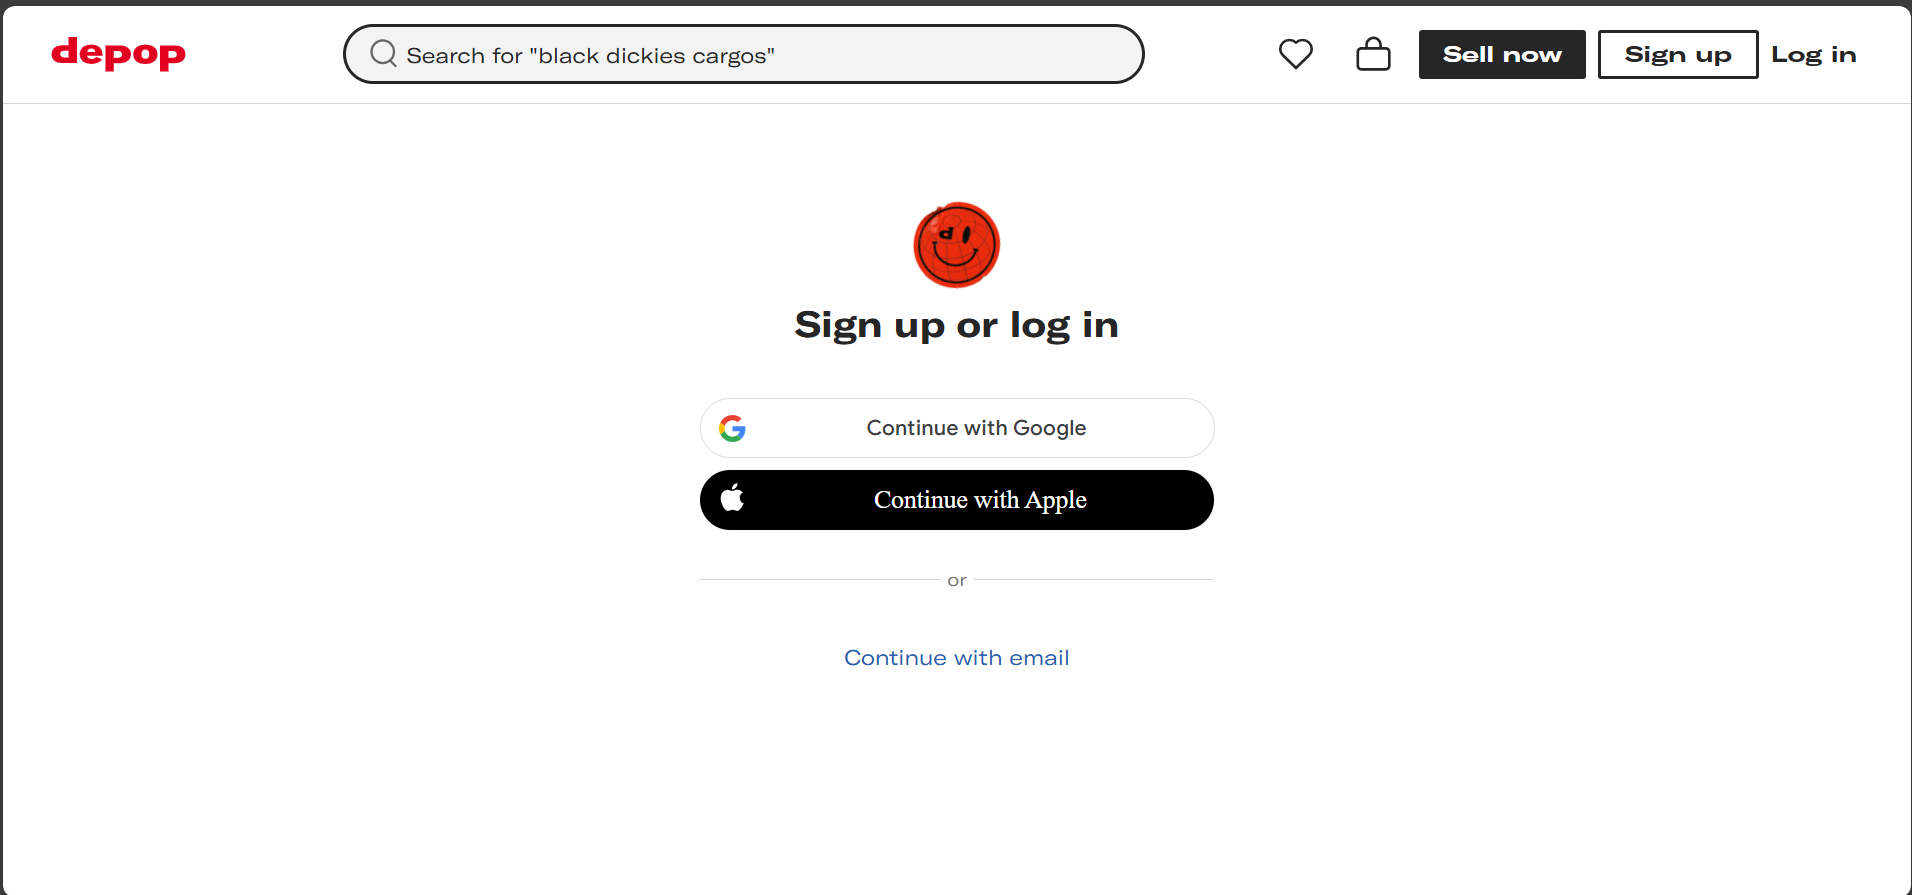 depop
Search for "black dickies cargos"
Sell now
Sign up
Log in
d
Sign up or log in
Continue with Google
Continue with Apple
or
Continue with email